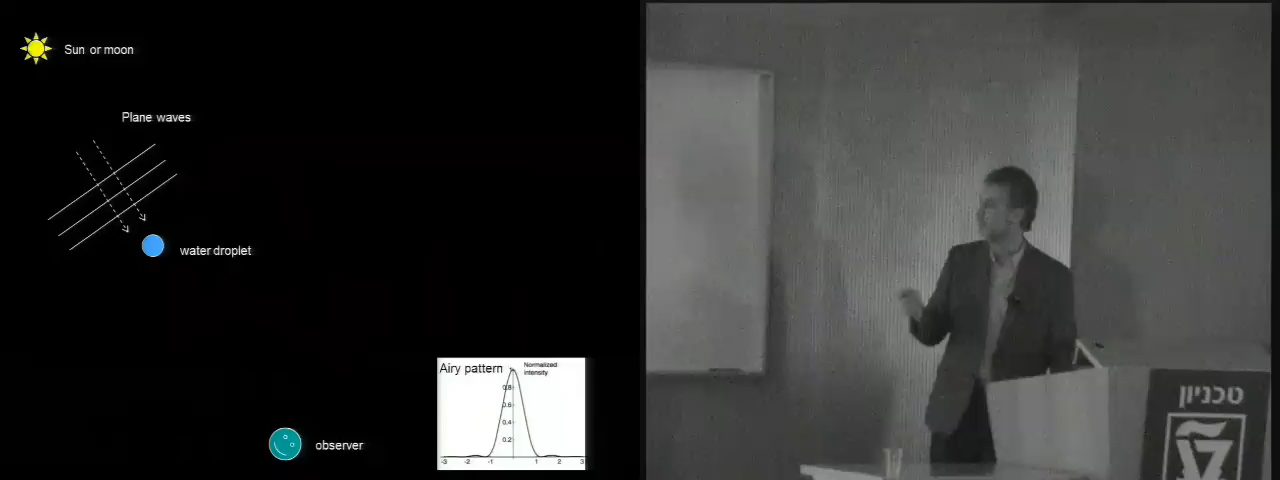 Sun or moon
Plane waves
water droplet
observer
Airy pattern
Normalized
intensity
1
0.8
0.6
0.4
0.2
-3 -2 -1 1 2 3
טכניון